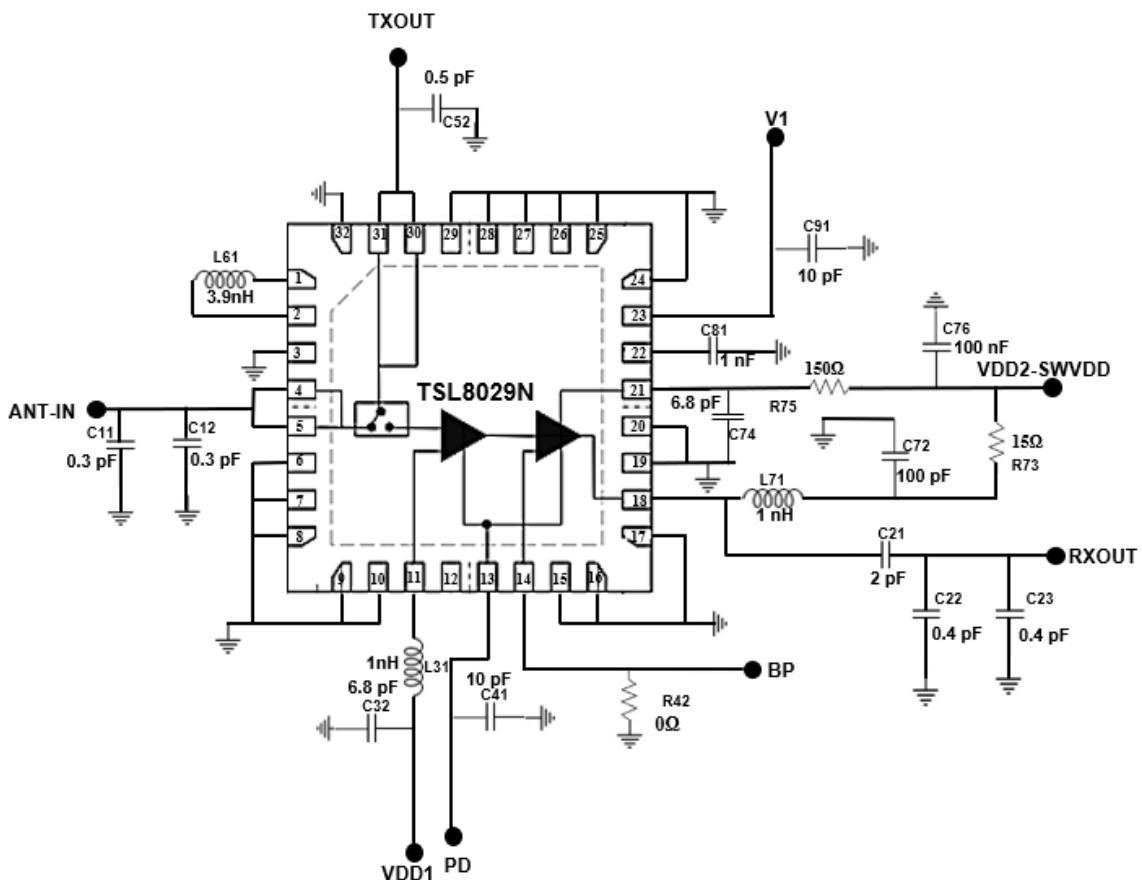 TXOUT
0.5 pF
C52
V1
C91
10 pF
32
31
30
29
28
27
26
25
L61
3.9nH
1
2
3
4
5
6
7
8
24
23
22
21
20
19
18
17
C81
1 nF
C76
100 nF
150Ω
R75
VDD2-SWVDD
6.8 pF
C74
C72
100 pF
15Ω
R73
TSL8029N
ANT-IN
C11
0.3 pF
C12
0.3 pF
L71
1 nH
C21
2 pF
RXOUT
C22
0.4 pF
C23
0.4 pF
9
10
11
12
13
14
15
16
1nH
L31
6.8 pF
C32
10 pF
C41
BP
R42
0Ω
VDD1
PD